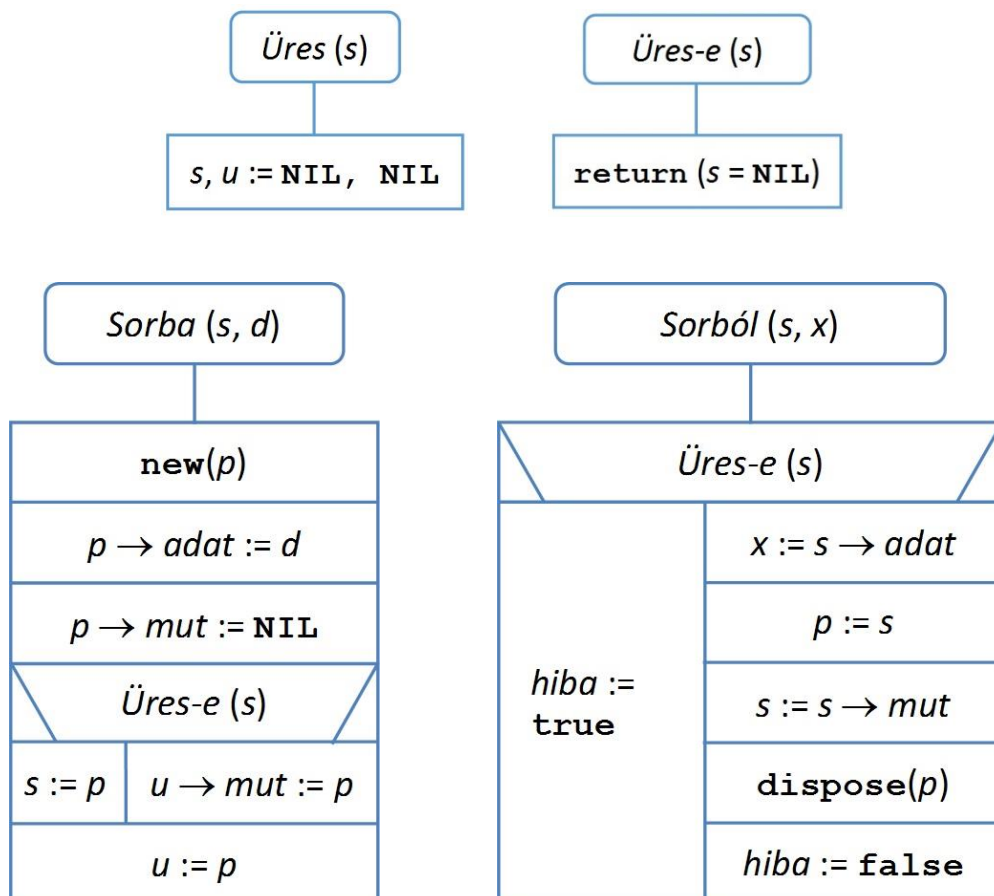 Üres (s)
Üres-e (s)
s, u := NIL, NIL
return (s = NIL)
Sorba (s, d)
new(p)
p → adat := d
p → mut := NIL
Üres-e (s)
s := p
u → mut := p
u := p
Sorból (s, x)
Üres-e (s)
hiba :=
true
x := s → adat
p := s
s := s → mut
dispose(p)
hiba := false